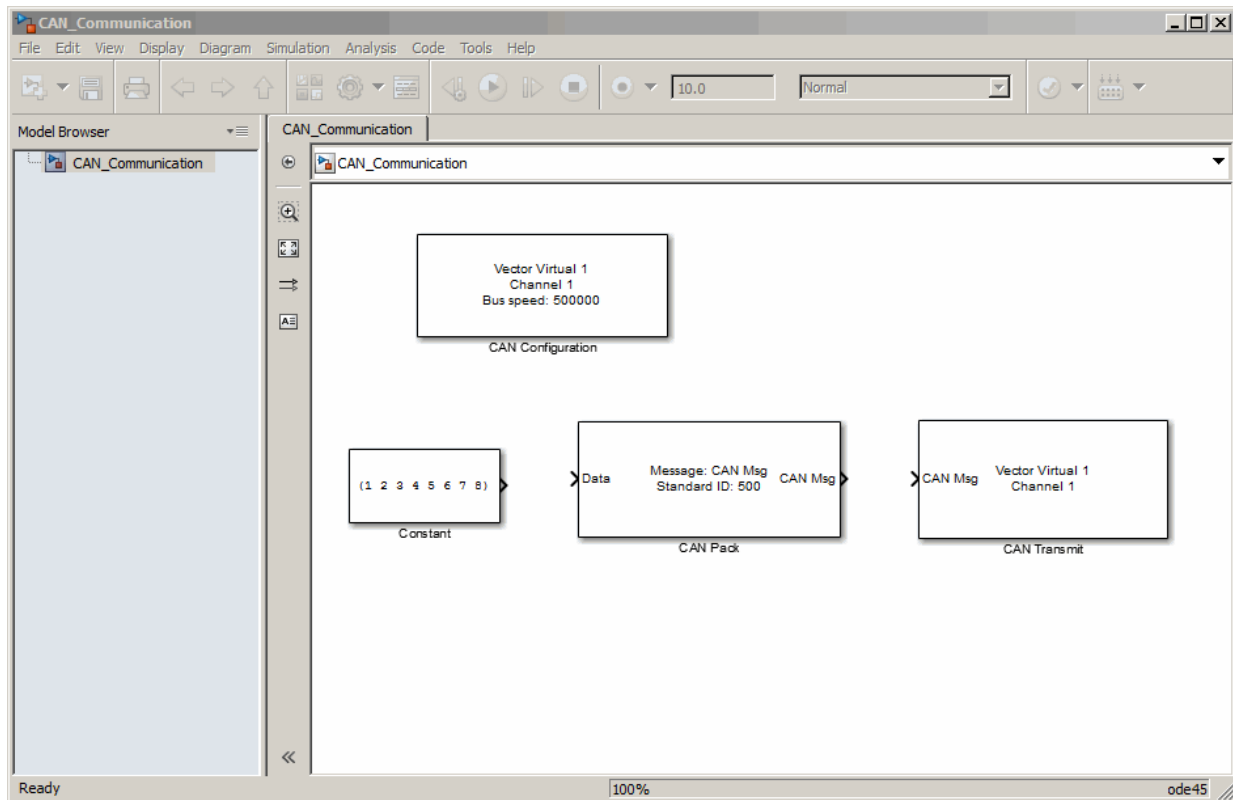 CAN_Communication
File Edit View Display Diagram Simulation Analysis Code Tools Help
10.0 Normal
Model Browser
CAN_Communication
CAN_Communication
CAN_Communication
Vector Virtual 1
Channel 1
Bus speed: 500000
CAN Configuration
(1 2 3 4 5 6 7 8)
Constant
Data
Message: CAN Msg
Standard ID: 500
CAN Msg
CAN Pack
CAN Msg
Vector Virtual 1
Channel 1
CAN Transmit
Ready 100% ode45